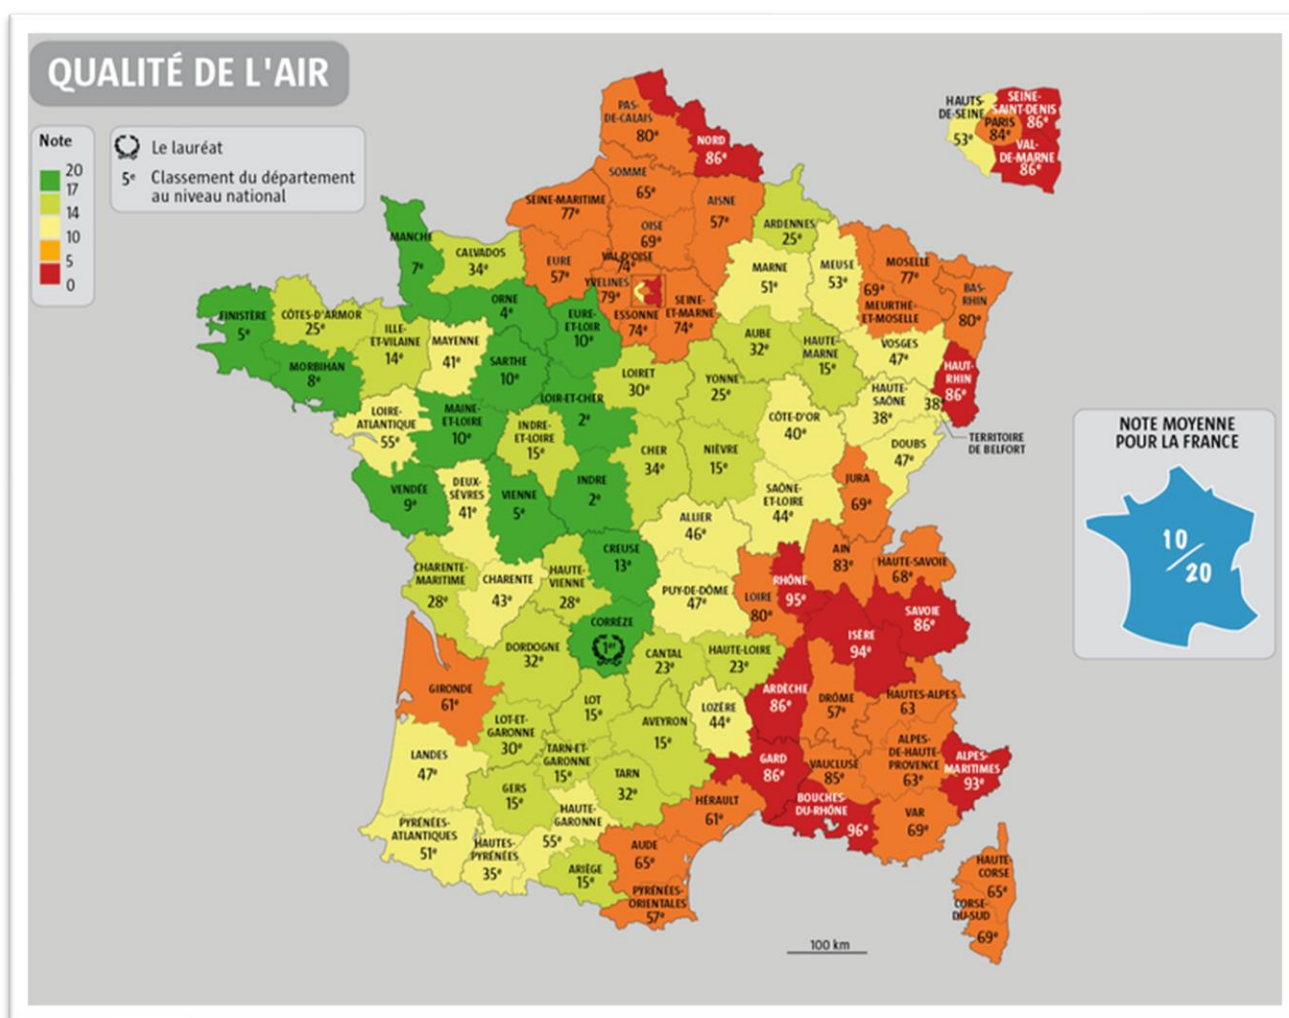 QUALITÉ DE L'AIR
Note
20
17
14
10
5
0
Le lauréat
5e Classement du département
au niveau national
HAUTS-
DE-SEINE
53e
SEINE-
SAINT-DENIS
86e
PARIS
84e
VAL-
DE-MARNE
86e
PAS-
DE-CALAIS
80e
NORD
86e
SOMME
65e
SEINE-MARITIME
77e
AISNE
57e
OISE
69e
ARDENNES
25e
MANCHE
7e
CALVADOS
34e
EURE
57e
VAL-D'OISE
74e
YVELINES
79e
ESSONNE
74e
SEINE-
ET-MARNE
74e
MARNE
51e
MEUSE
53e
MOSELLE
77e
69e
MEURTHE-
ET-MOSELLE
BAS-
RHIN
80e
FINISTÈRE
5e
CÔTES-D'ARMOR
25e
ILLE-
ET-VILAINE
14e
MORBIHAN
8e
MAYENNE
41e
ORNE
4e
EURE-
ET-LOIR
10e
SARTHE
10e
LOIRET
30e
YONNE
25e
AUBE
32e
HAUTE-
MARNE
15e
VOSGES
47e
HAUT-
RHIN
86e
HAUTE-
SAÔNE
38e
38e
TERRITOIRE
DE BELFORT
LOIRE-
ATLANTIQUE
55e
MAINE-
ET-LOIRE
10e
LOIR-ET-CHER
2e
INDRE-
ET-LOIRE
15e
CHER
34e
NIÈVRE
15e
CÔTE-D'OR
40e
DOUBS
47e
JURA
69e
VENDÉE
9e
DEUX-
SÈVRES
41e
VIENNE
5e
INDRE
2e
SAÔNE-
ET-LOIRE
44e
ALLIER
46e
CREUSE
13e
CHARENTE-
MARITIME
28e
CHARENTE
43e
HAUTE-
VIENNE
28e
PUY-DE-DÔME
47e
LOIRE
80e
RHÔNE
95e
AIN
83e
HAUTE-SAVOIE
68e
SAVOIE
86e
ISÈRE
94e
CORRÈZE
1er
DORDOGNE
32e
CANTAL
23e
HAUTE-LOIRE
23e
GIRONDE
61e
LOT
15e
AVEYRON
15e
LOZÈRE
44e
ARDÈCHE
86e
DRÔME
57e
HAUTES-ALPES
63
LOT-ET-
GARONNE
30e
TARN-ET-
GARONNE
15e
TARN
32e
LANDES
47e
GERS
15e
HAUTE-
GARONNE
55e
GARD
86e
VAUCLUSE
85e
ALPES-
DE-HAUTE-
PROVENCE
63e
ALPES-
MARITIMES
93e
BOUCHES-
DU-RHÔNE
96e
VAR
69e
HÉRAULT
61e
PYRÉNÉES-
ATLANTIQUES
51e
HAUTES-
PYRÉNÉES
35e
ARIÈGE
15e
AUDE
65e
PYRÉNÉES-
ORIENTALES
57e
HAUTE-
CORSE
65e
CORSE-
DU-SUD
69e
100 km
NOTE MOYENNE
POUR LA FRANCE
10/20